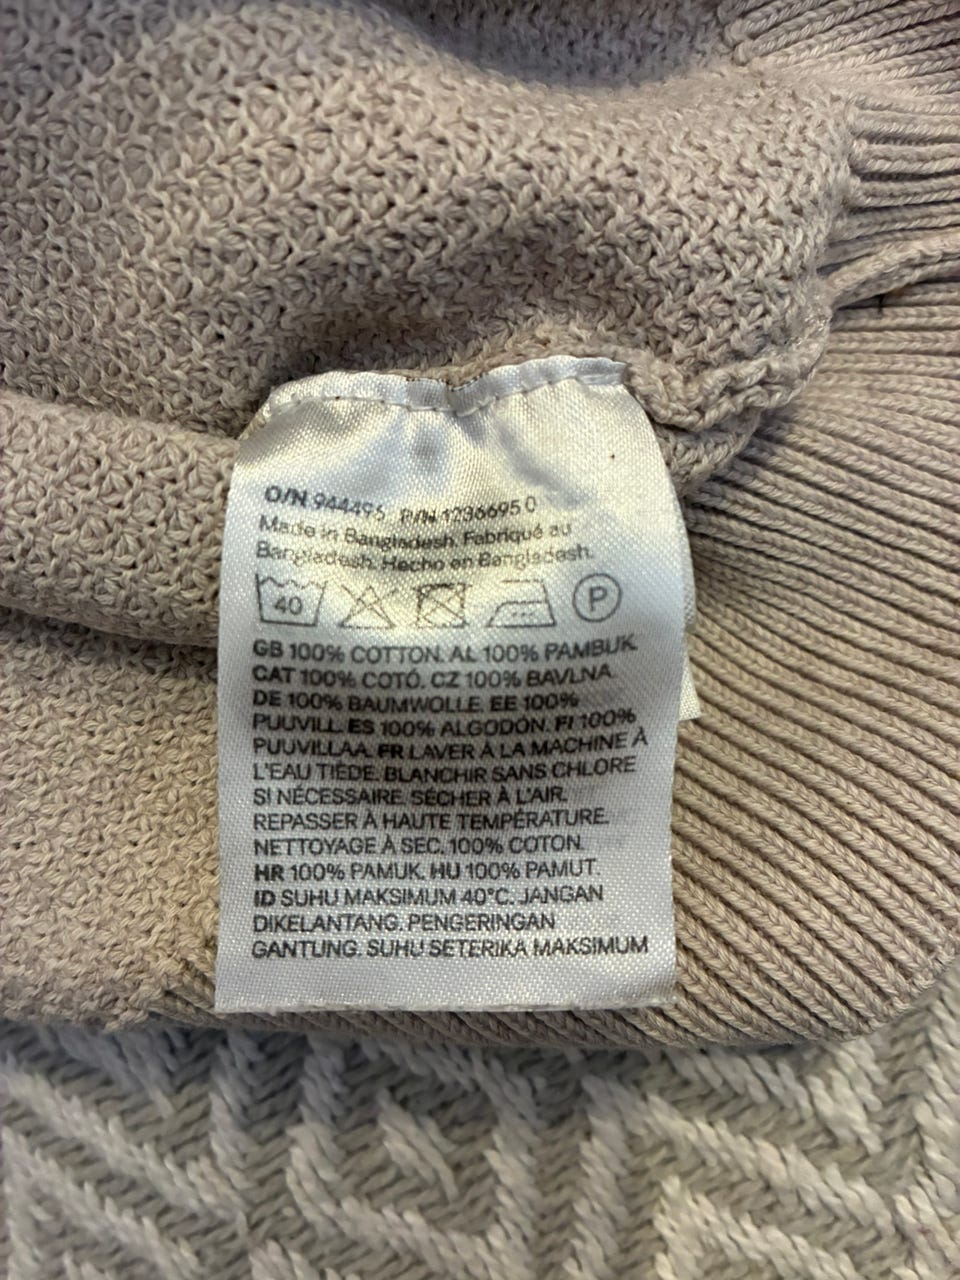 O/N 944496 P/N 1236695 0
Made in Bangladesh. Fabriqué au
Bangladesh. Hecho en Bangladesh.
40 P
GB 100% COTTON. AL 100% PAMBUK.
CAT 100% COTÓ. CZ 100% BAVLNA.
DE 100% BAUMWOLLE. EE 100%
PUUVILL. ES 100% ALGODÓN. FI 100%
PUUVILLAA. FR LAVER À LA MACHINE À
L'EAU TIÈDE. BLANCHIR SANS CHLORE
SI NÉCESSAIRE. SÉCHER À L'AIR.
REPASSER À HAUTE TEMPÉRATURE.
NETTOYAGE À SEC. 100% COTON.
HR 100% PAMUK. HU 100% PAMUT.
ID SUHU MAKSIMUM 40°C. JANGAN
DIKELANTANG. PENGERINGAN
GANTUNG. SUHU SETERIKA MAKSIMUM